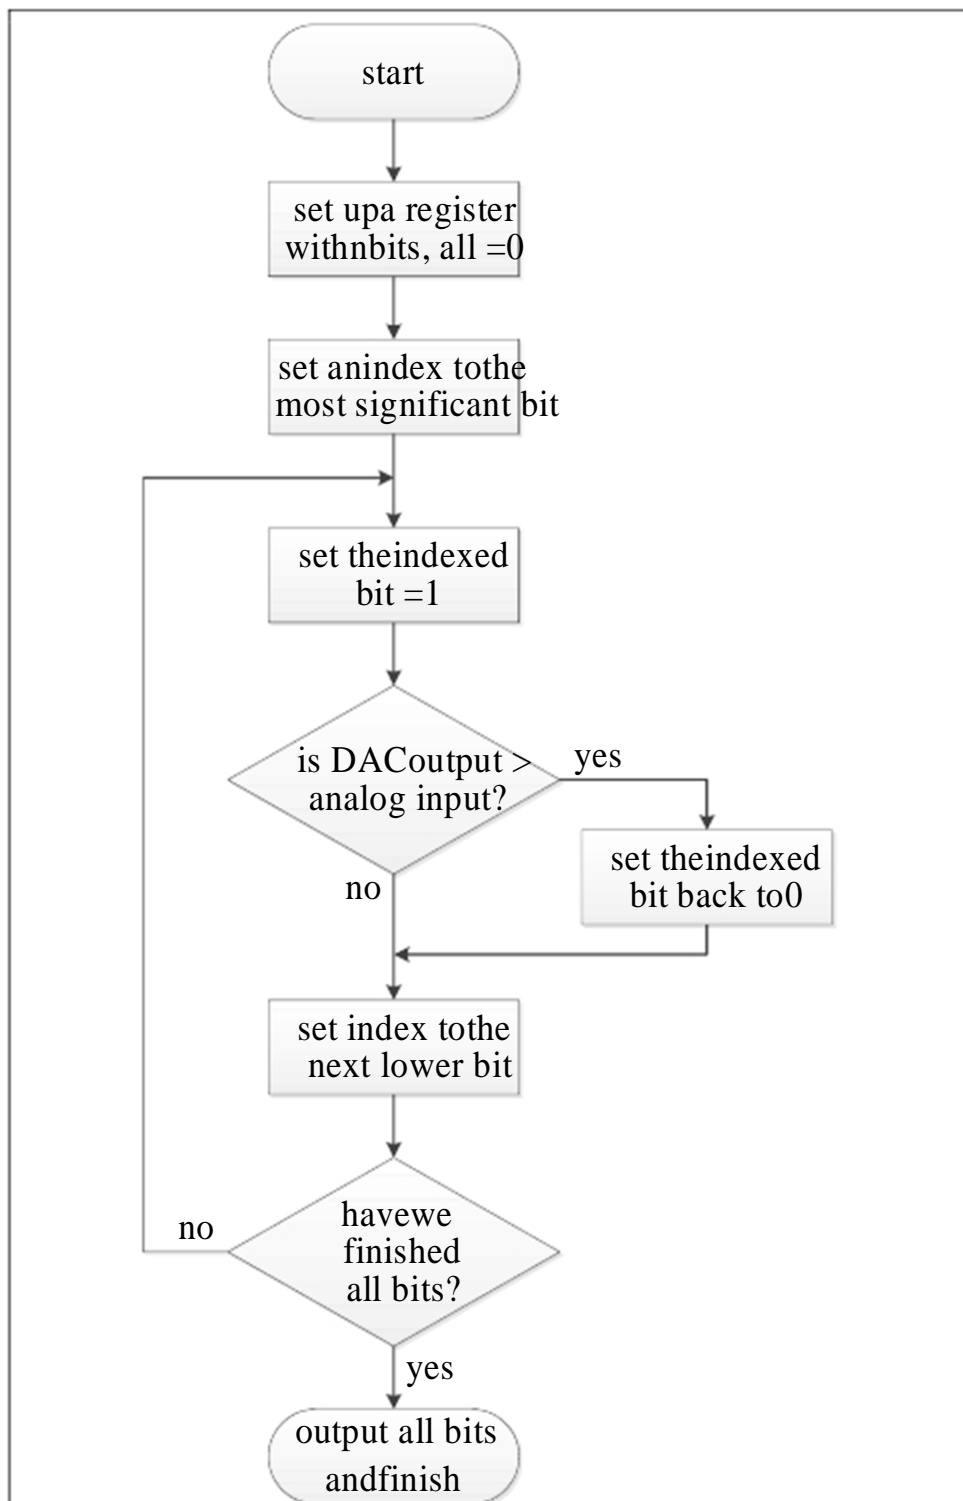 start
set upa register
withnbits, all =0
set anindex tothe
most significant bit
set theindexed
bit =1
is DACoutput >
analog input?
yes
set theindexed
bit back to0
no
set index tothe
next lower bit
no
havewe
finished
all bits?
yes
output all bits
andfinish